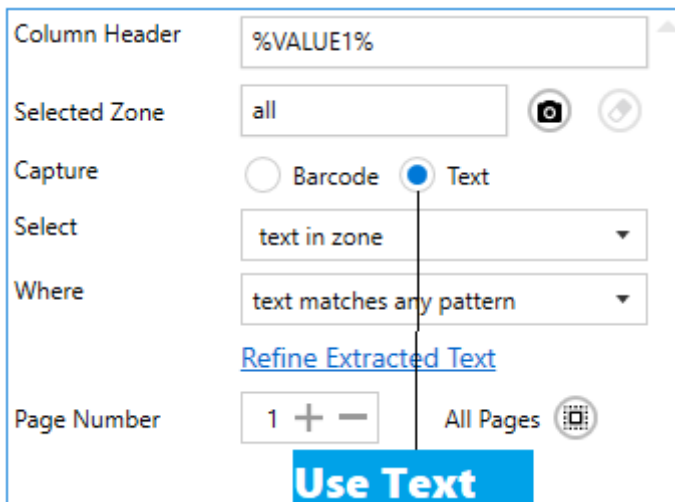 Column Header %VALUE1%
Selected Zone all
Capture Barcode Text
Select text in zone
Where text matches any pattern
Refine Extracted Text
Page Number 1 All Pages
Use Text